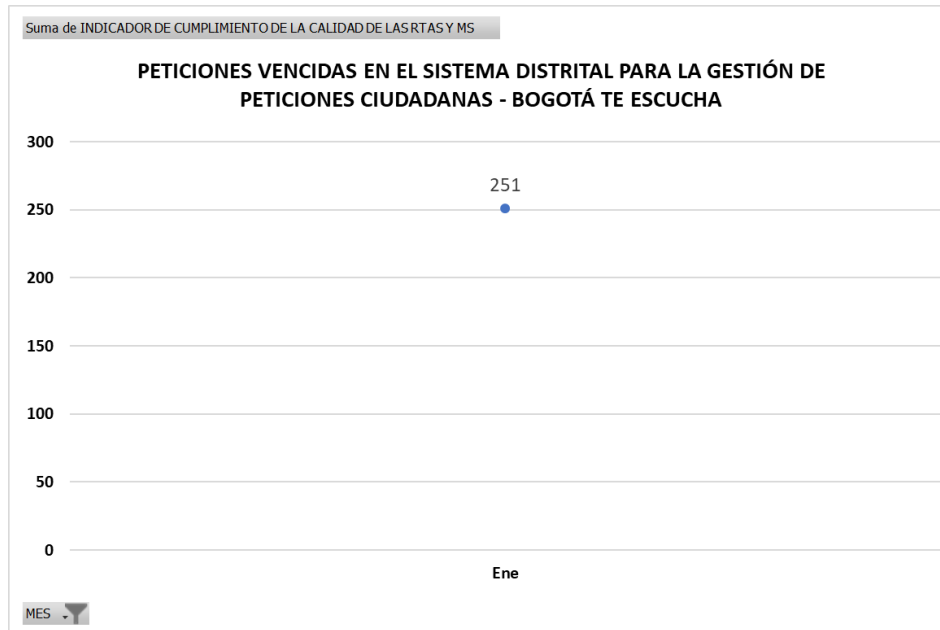 Suma de INDICADOR DE CUMPLIMIENTO DE LA CALIDAD DE LAS RTAS Y MS
PETICIONES VENCIDAS EN EL SISTEMA DISTRITAL PARA LA GESTIÓN DE
PETICIONES CIUDADANAS - BOGOTÁ TE ESCUCHA
300
251
250
200
150
100
50
0
Ene
MES